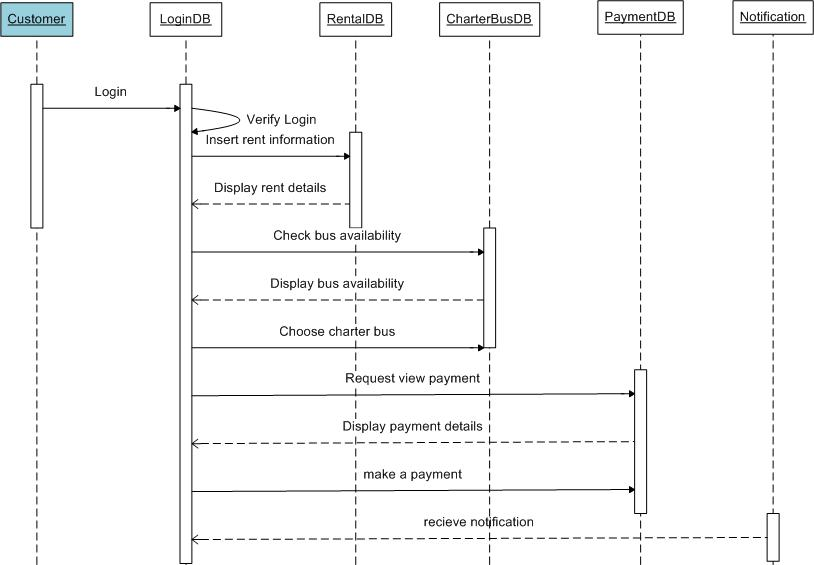 Customer
LoginDB
RentalDB
CharterBusDB
PaymentDB
Notification
Login
Verify Login
Insert rent information
Display rent details
Check bus availability
Display bus availability
Choose charter bus
Request view payment
Display payment details
make a payment
recieve notification